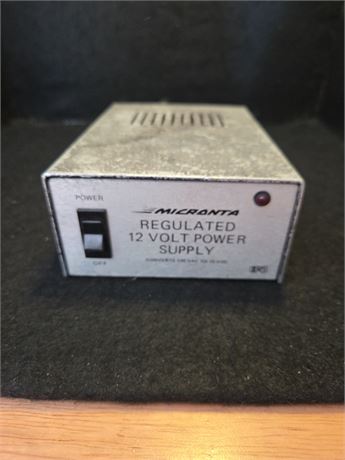 POWER
MICRONTA
REGULATED
12 VOLT POWER
SUPPLY
OFF